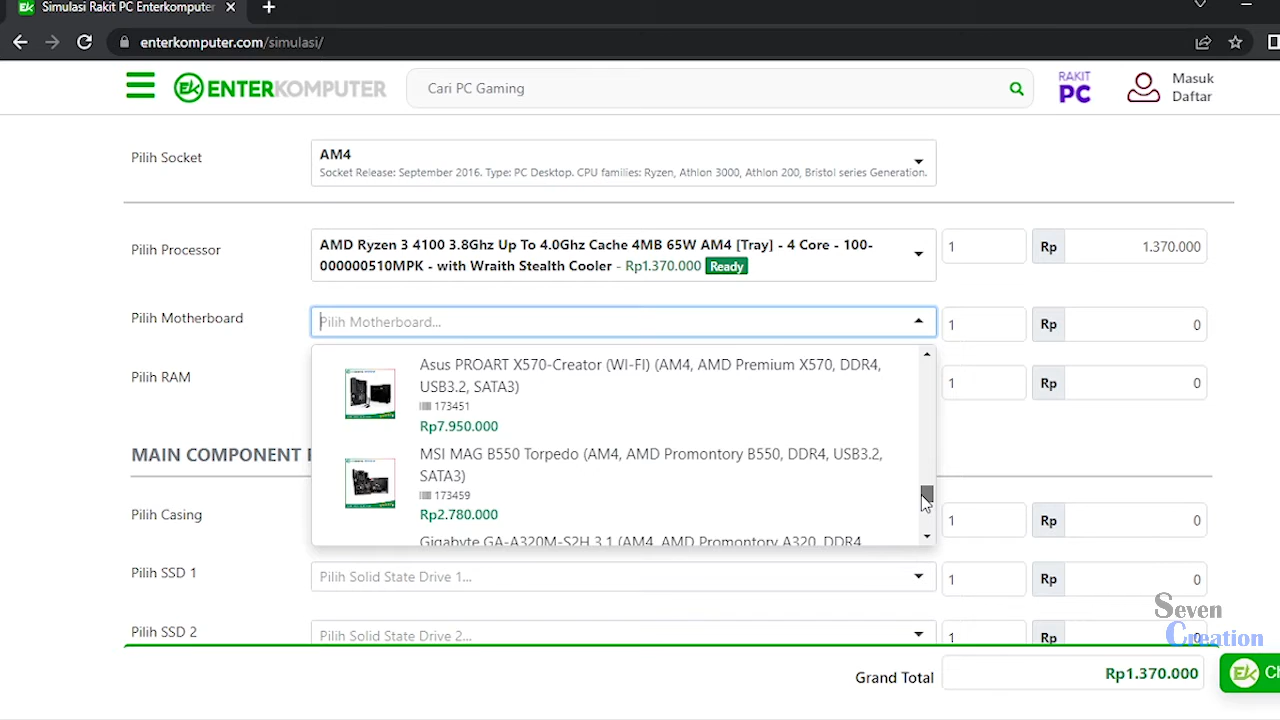 Simulasi Rakit PC Enterkomputer
enterkomputer.com/simulasi/
ENTERKOMPUTER
Cari PC Gaming
RAKIT
PC
Masuk
Daftar
Pilih Socket
AM4
Socket Release: September 2016. Type: PC Desktop. CPU families: Ryzen, Athlon 3000, Athlon 200, Bristol series Generation.
Pilih Processor
AMD Ryzen 3 4100 3.8Ghz Up To 4.0Ghz Cache 4MB 65W AM4 [Tray] - 4 Core - 100-
000000510MPK - with Wraith Stealth Cooler - Rp1.370.000 Ready
1
Rp
1.370.000
Pilih Motherboard
Pilih Motherboard...
1
Rp
0
Asus PROART X570-Creator (WI-FI) (AM4, AMD Premium X570, DDR4,
USB3.2, SATA3)
173451
Rp7.950.000
MSI MAG B550 Torpedo (AM4, AMD Promontory B550, DDR4, USB3.2,
SATA3)
173459
Rp2.780.000
Gigabyte GA-A320M-S2H 3.1 (AM4, AMD Promontory A320, DDR4
Pilih RAM
1
Rp
0
MAIN COMPONENT
Pilih Casing
1
Rp
0
Pilih SSD 1
Pilih Solid State Drive 1...
1
Rp
0
Pilih SSD 2
Pilih Solid State Drive 2...
1
Rp
0
Seven
Creation
Grand Total
Rp1.370.000
EK